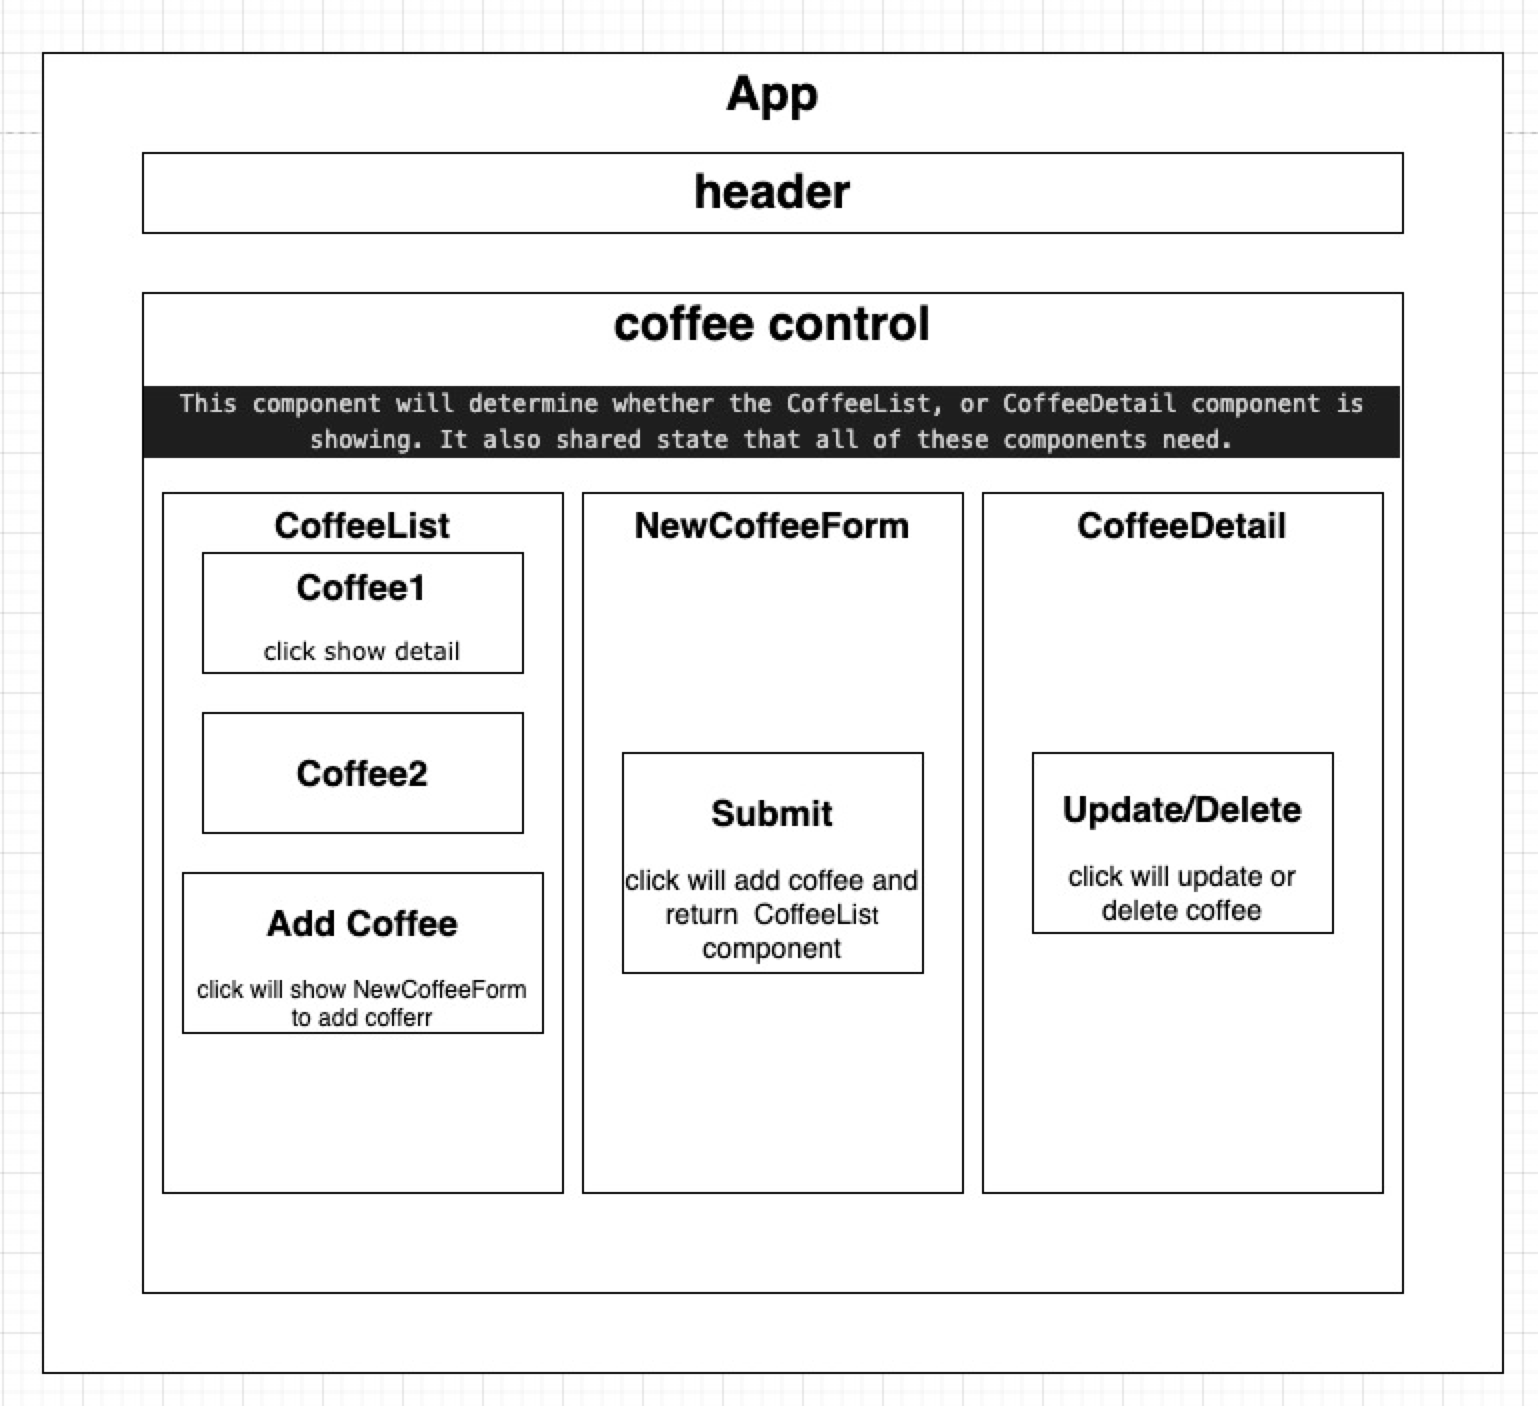 App
header
coffee control
This component will determine whether the CoffeeList, or CoffeeDetail component is
showing. It also shared state that all of these components need.
CoffeeList
Coffee1
click show detail
Coffee2
Add Coffee
click will show NewCoffeeForm
to add cofferr
NewCoffeeForm
Submit
click will add coffee and
return  CoffeeList
component
CoffeeDetail
Update/Delete
click will update or
delete coffee